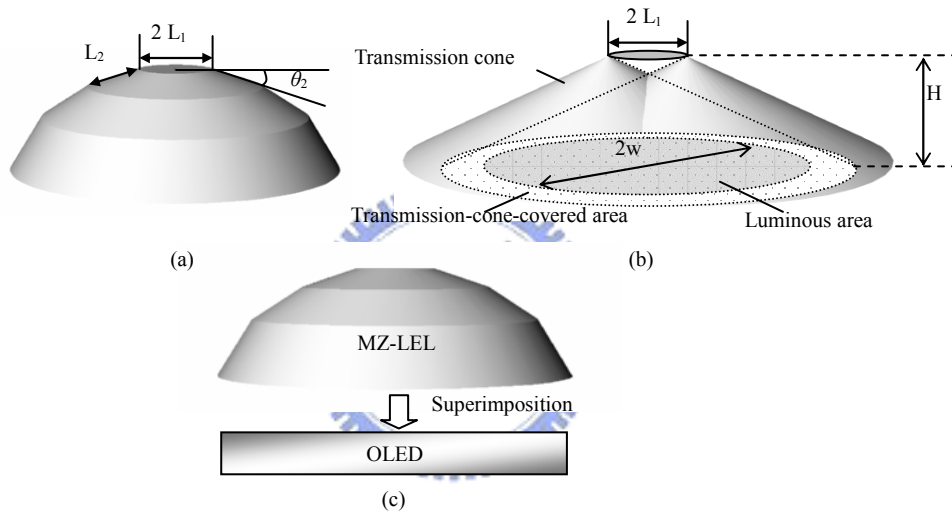 L₂
2 L₁
θ₂
(a)
2 L₁
Transmission cone
H
2w
Transmission-cone-covered area
Luminous area
(b)
MZ-LEL
Superimposition
OLED
(c)